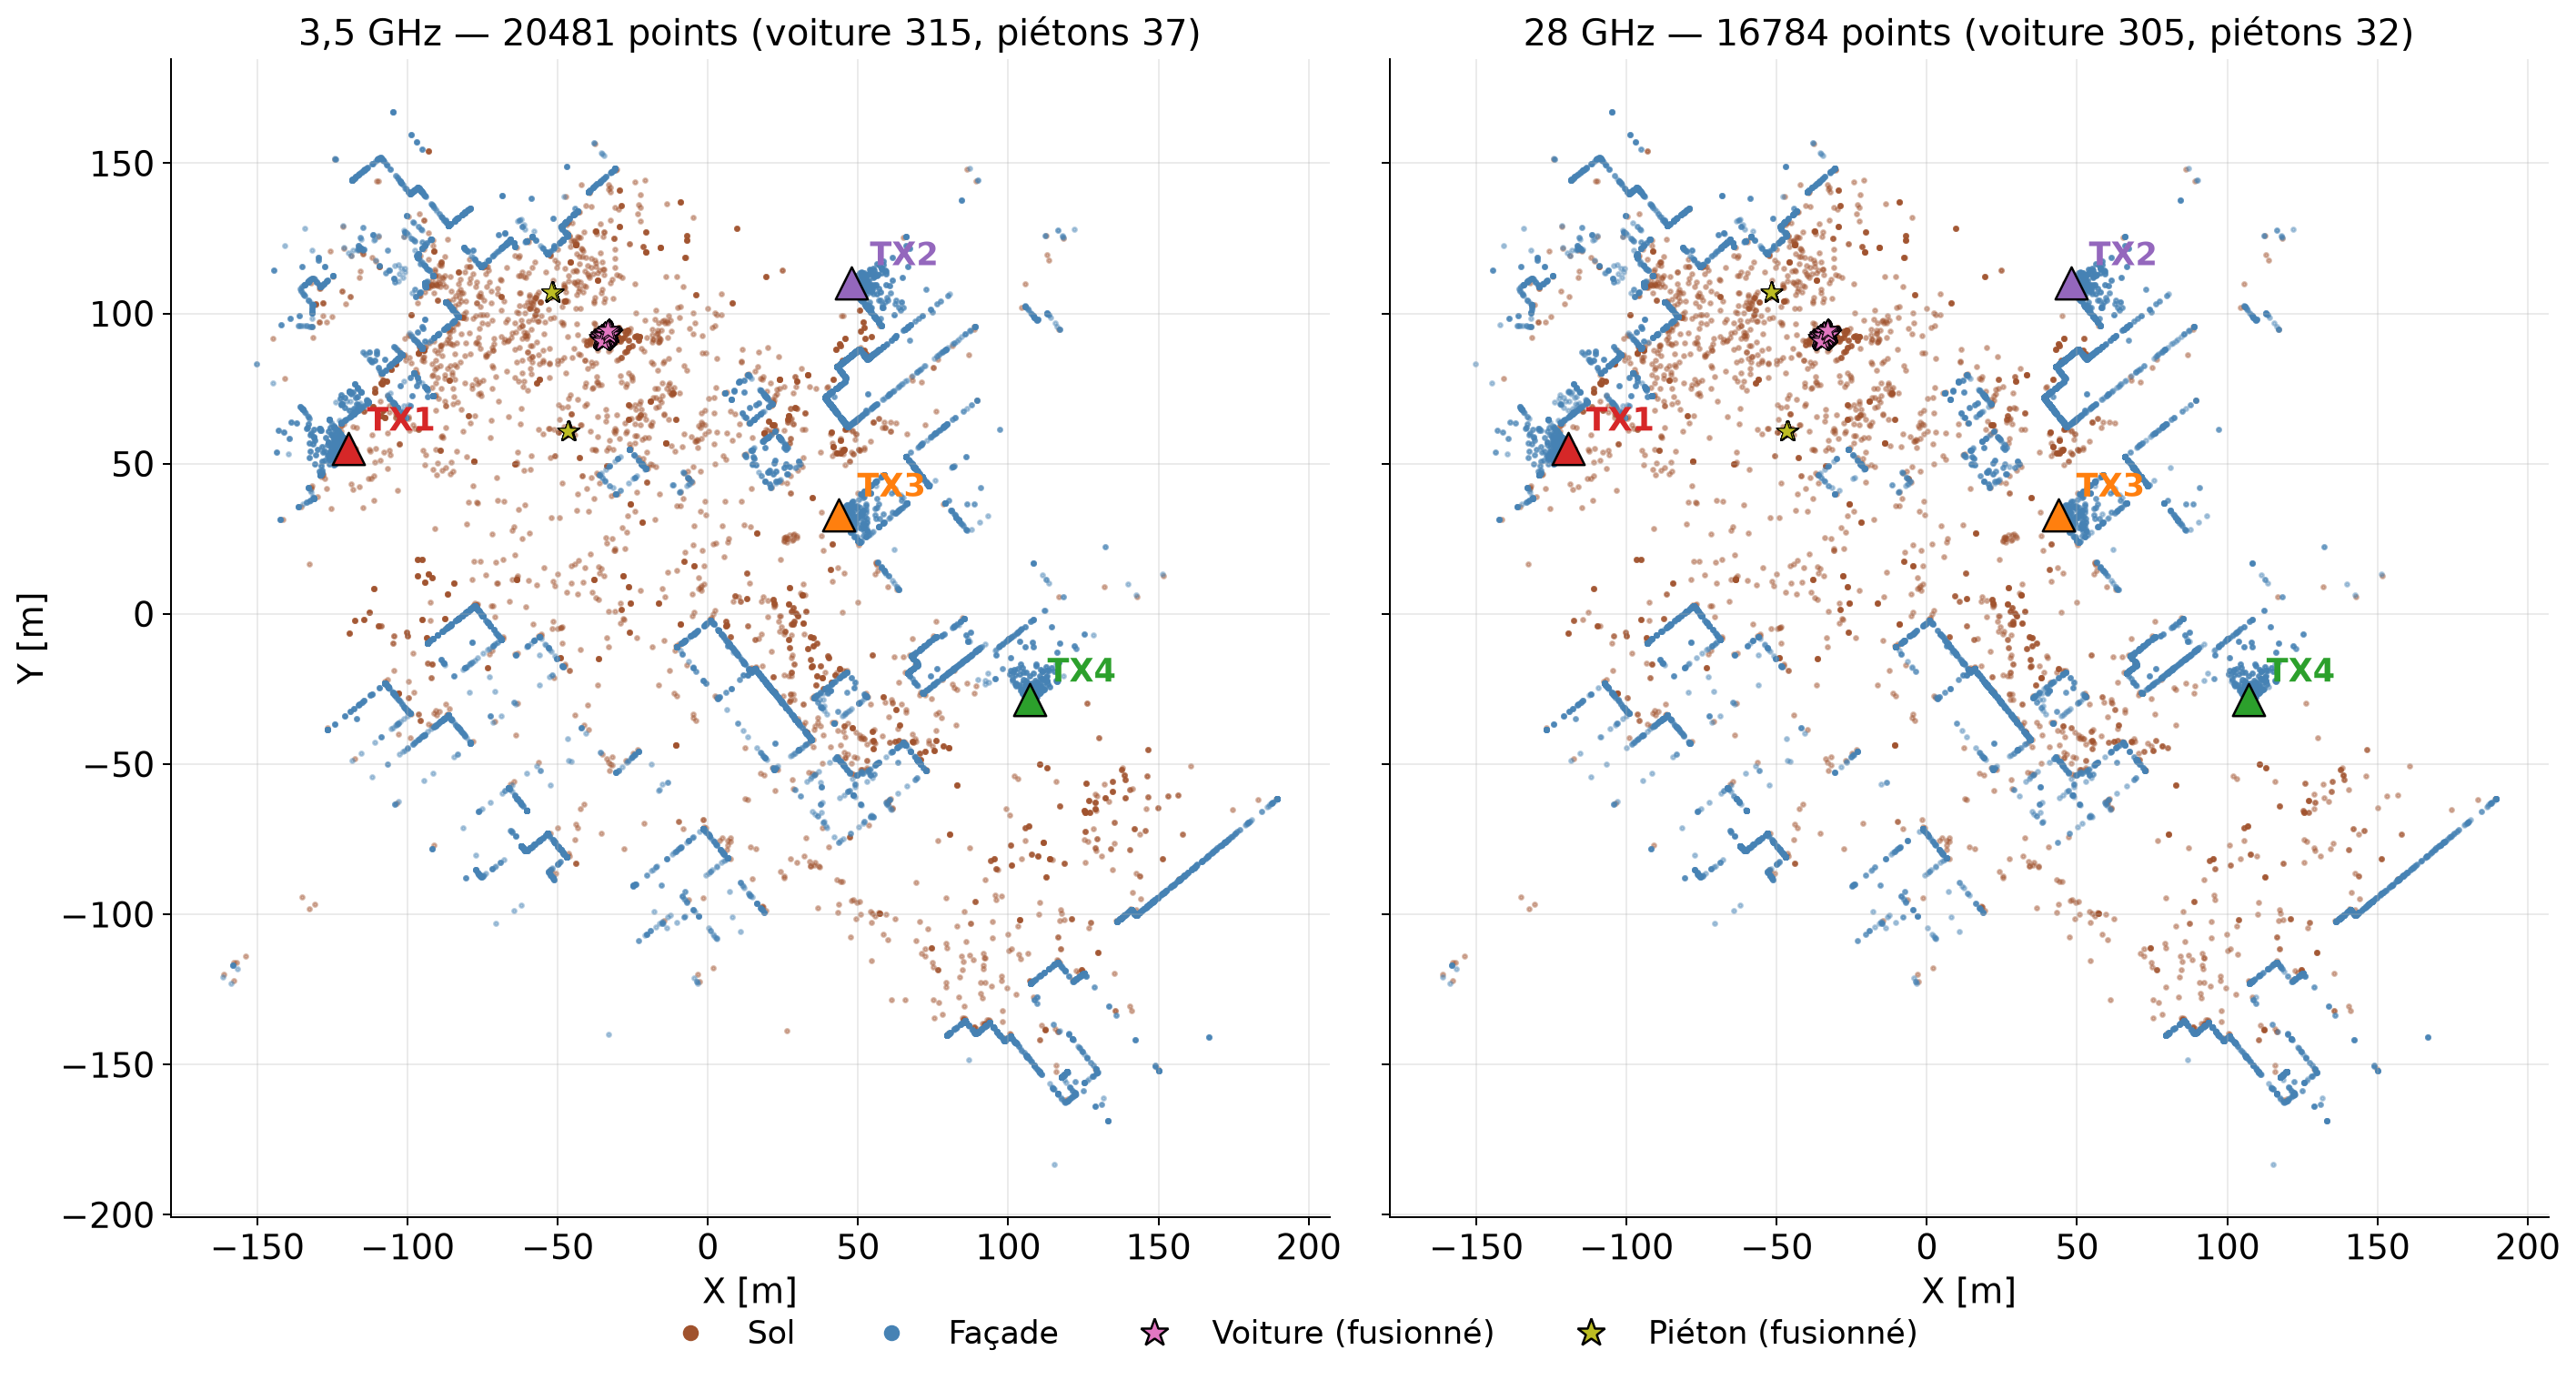 3,5 GHz — 20481 points (voiture 315, piétons 37)
28 GHz — 16784 points (voiture 305, piétons 32)
Y [m]
150
100
50
0
−50
−100
−150
−200
TX1
TX2
TX3
TX4
TX1
TX2
TX3
TX4
−150 −100 −50 0 50 100 150 200
−150 −100 −50 0 50 100 150 200
X [m]
X [m]
Sol Façade Voiture (fusionné) Piéton (fusionné)